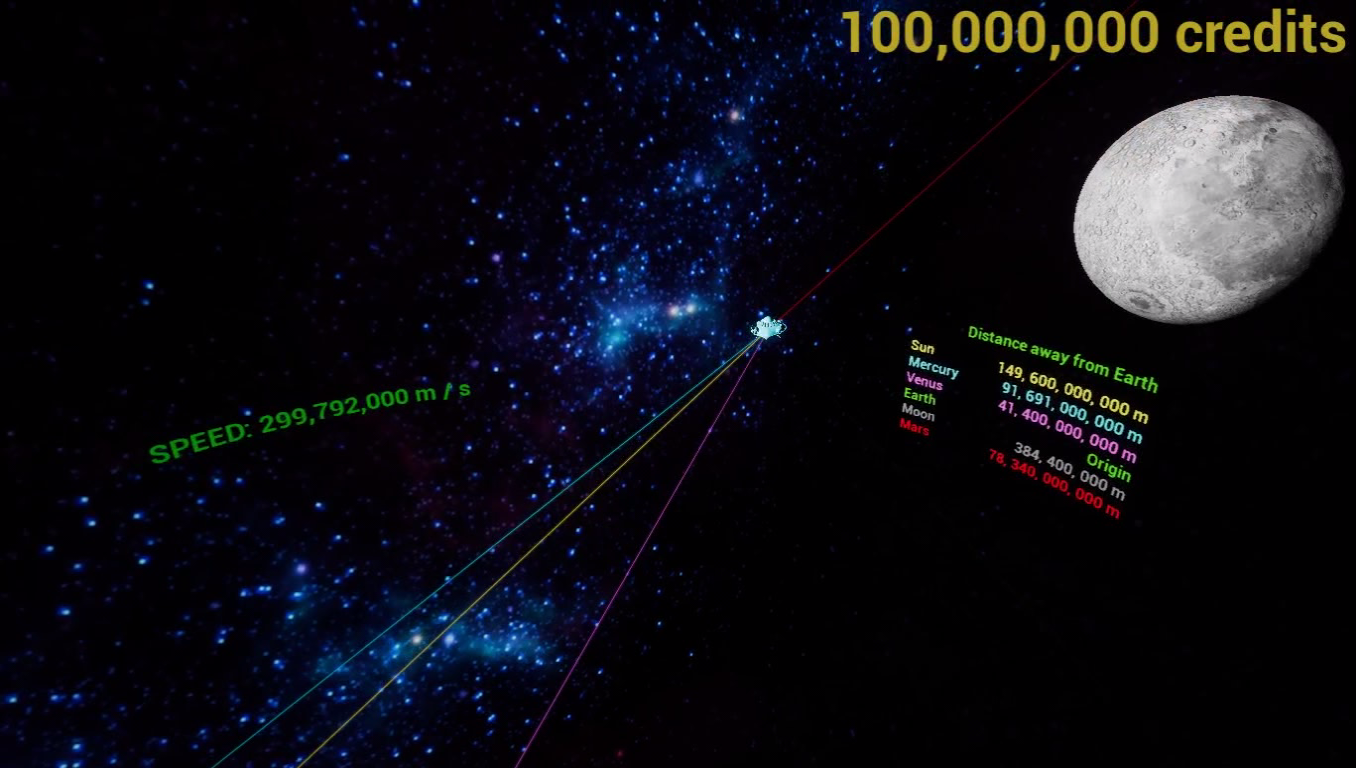 100,000,000 credits
SPEED: 299,792,000 m / s
Distance away from Earth
Sun 149, 600, 000, 000 m
Mercury 91, 691, 000, 000 m
Venus 41, 400, 000, 000 m
Earth Origin
Moon 384, 400, 000 m
Mars 78, 340, 000, 000 m